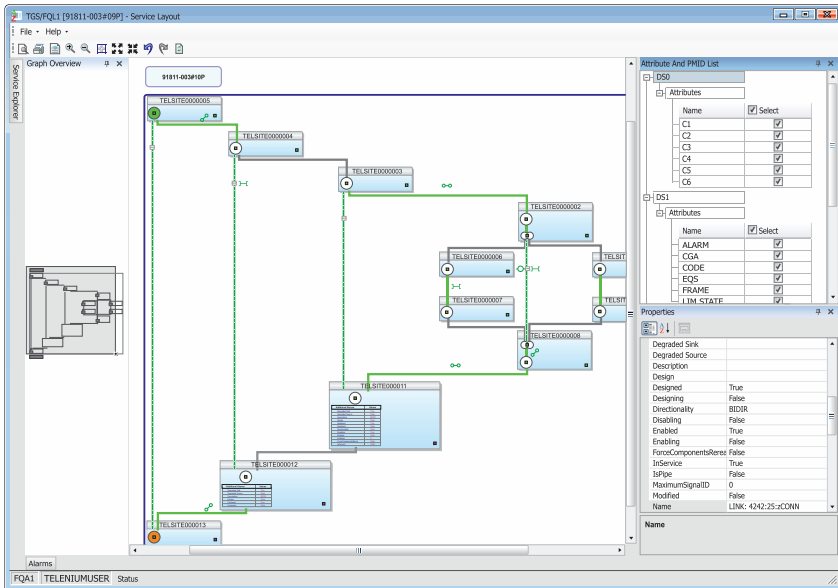 TGS/FQL1 [91811-003#09P] - Service Layout
File
Help
Service Explorer
Graph Overview
91811-003#10P
TELSITE0000005
TELSITE0000004
TELSITE0000003
TELSITE0000002
TELSITE0000006
TELSIT
TELSITE0000007
TELSIT
TELSITE0000008
TELSITE000011
TELSITE000012
TELSITE000013
Attribute And PMID List
DS0
Attributes
Name Select
C1
C2
C3
C4
C5
C6
DS1
Attributes
Name Select
ALARM
CGA
CODE
EQS
FRAME
LIM STATE
Properties
Degraded Sink
Degraded Source
Description
Design
Designed True
Designing False
Directionality BIDIR
Disabling False
Enabled True
Enabling False
ForceComponentsRerea False
InService True
IsPipe False
MaximumSignalID 0
Modified False
Name LINK: 4242:25:zCONN
Name
Alarms
FQA1 TELENIUMUSER Status